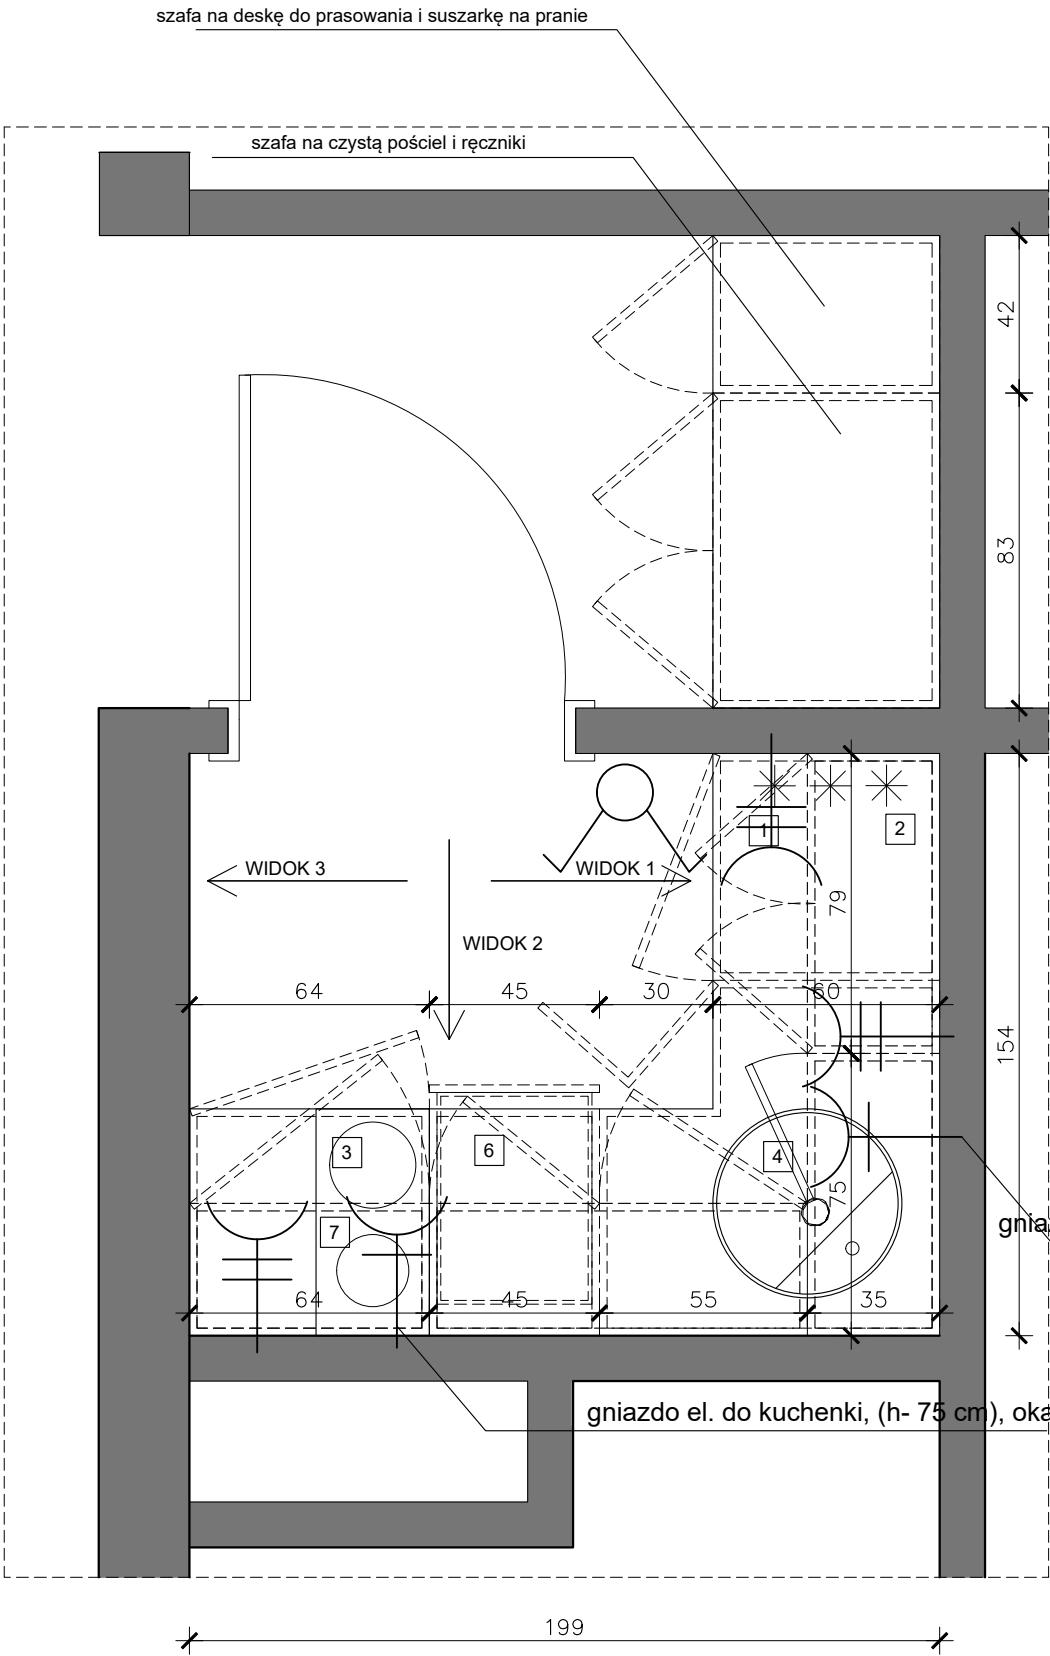 szafa na deskę do prasowania i suszarkę na pranie
szafa na czystą pościel i ręczniki
42
83
1
2
WIDOK 3
WIDOK 1
79
WIDOK 2
64
45
30
60
154
3
6
4
7
75
gnia
64
45
55
35
gniazdo el. do kuchenki, (h- 75 cm), oka
199